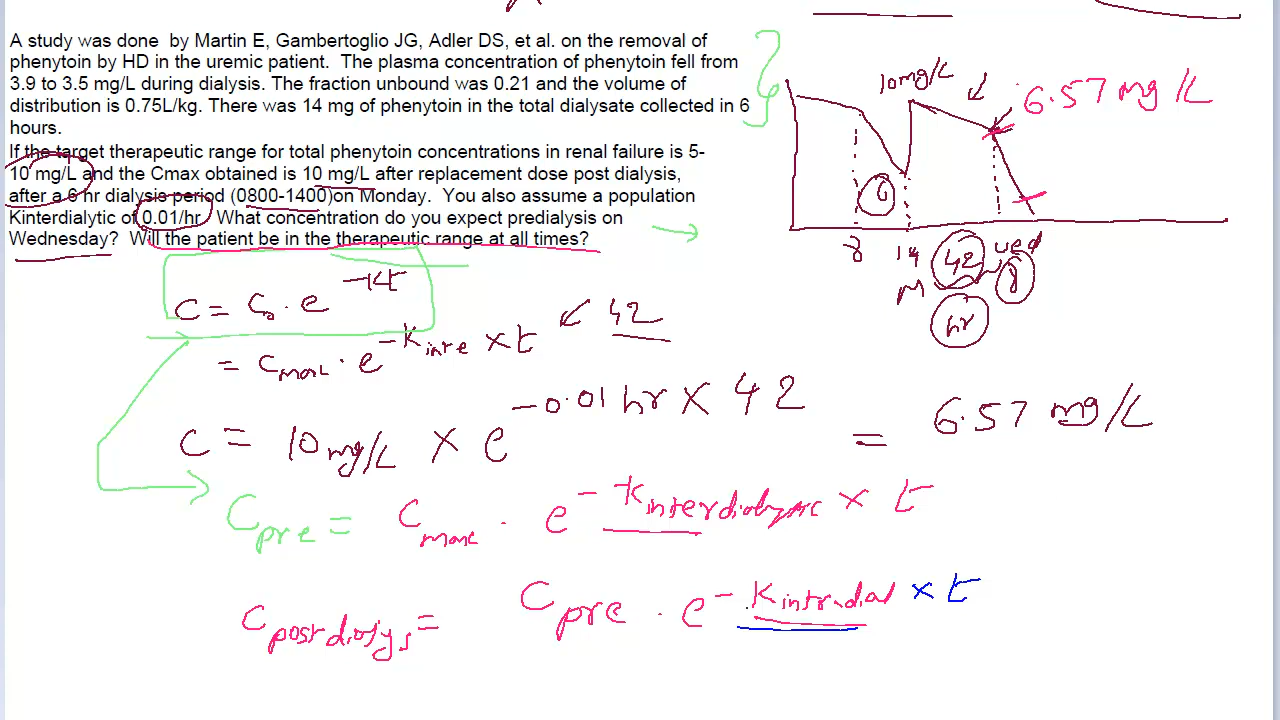 A study was done by Martin E, Gambertoglio JG, Adler DS, et al. on the removal of
phenytoin by HD in the uremic patient. The plasma concentration of phenytoin fell from
3.9 to 3.5 mg/L during dialysis. The fraction unbound was 0.21 and the volume of
distribution is 0.75L/kg. There was 14 mg of phenytoin in the total dialysate collected in 6
hours.
If the target therapeutic range for total phenytoin concentrations in renal failure is 5-
10 mg/L and the Cmax obtained is 10 mg/L after replacement dose post dialysis,
after a 6 hr dialysis period (0800-1400)on Monday. You also assume a population
Kinterdialytic of 0.01/hr. What concentration do you expect predialysis on
Wednesday? Will the patient be in the therapeutic range at all times?
10mg/L
6.57 mg/L
8 14 42 wed
M hr 8
C = C₀ · e^-kt
= Cmax · e^-Kinte × t 42
C = 10 mg/L × e^-0.01 hr × 42 = 6.57 mg/L
Cpre = Cmax · e^-Kinterdialytic × t
Cpostdialys = Cpre · e^-Kintradial × t